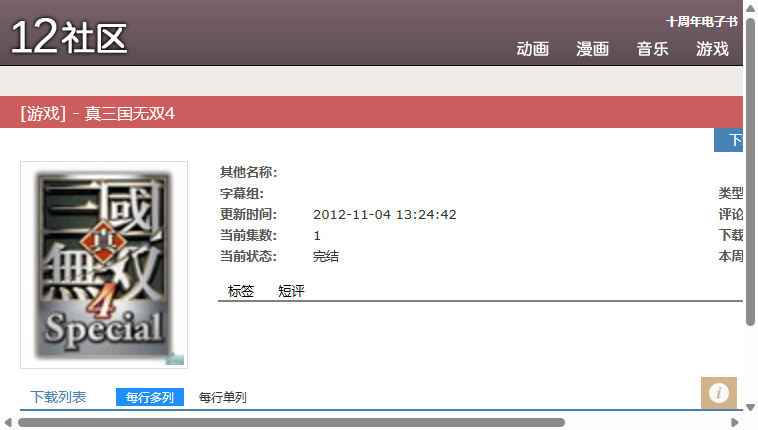 12社区
十周年电子书
动画 漫画 音乐 游戏
[游戏] - 真三国无双4
下
其他名称：
字幕组： 类型
更新时间： 2012-11-04 13:24:42 评论
当前集数： 1 下载
当前状态： 完结 本周
标签 短评
三國
真
無双
4
Special
下载列表 每行多列 每行单列
i